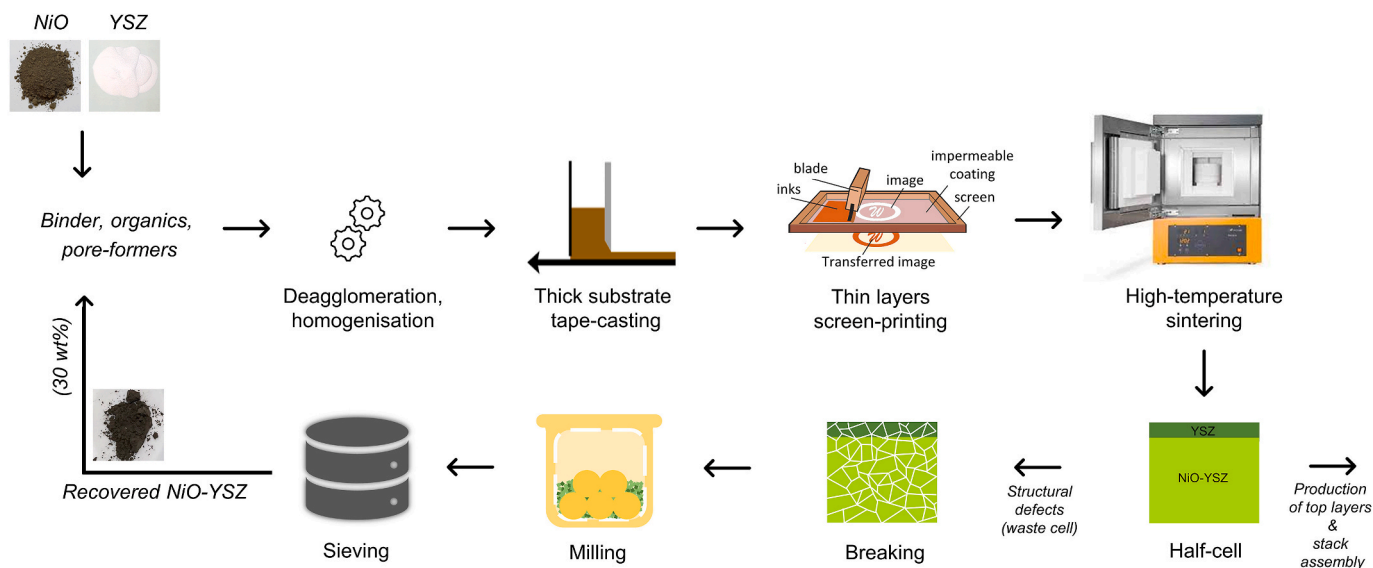 NiO
YSZ
Binder, organics,
pore-formers
Deagglomeration,
homogenisation
Thick substrate
tape-casting
blade
inks
image
impermeable
coating
screen
W
W
Transferred image
Thin layers
screen-printing
High-temperature
sintering
YSZ
NiO-YSZ
Half-cell
Production
of top layers
&
stack
assembly
Structural
defects
(waste cell)
Breaking
Milling
Sieving
Recovered NiO-YSZ
(30 wt%)